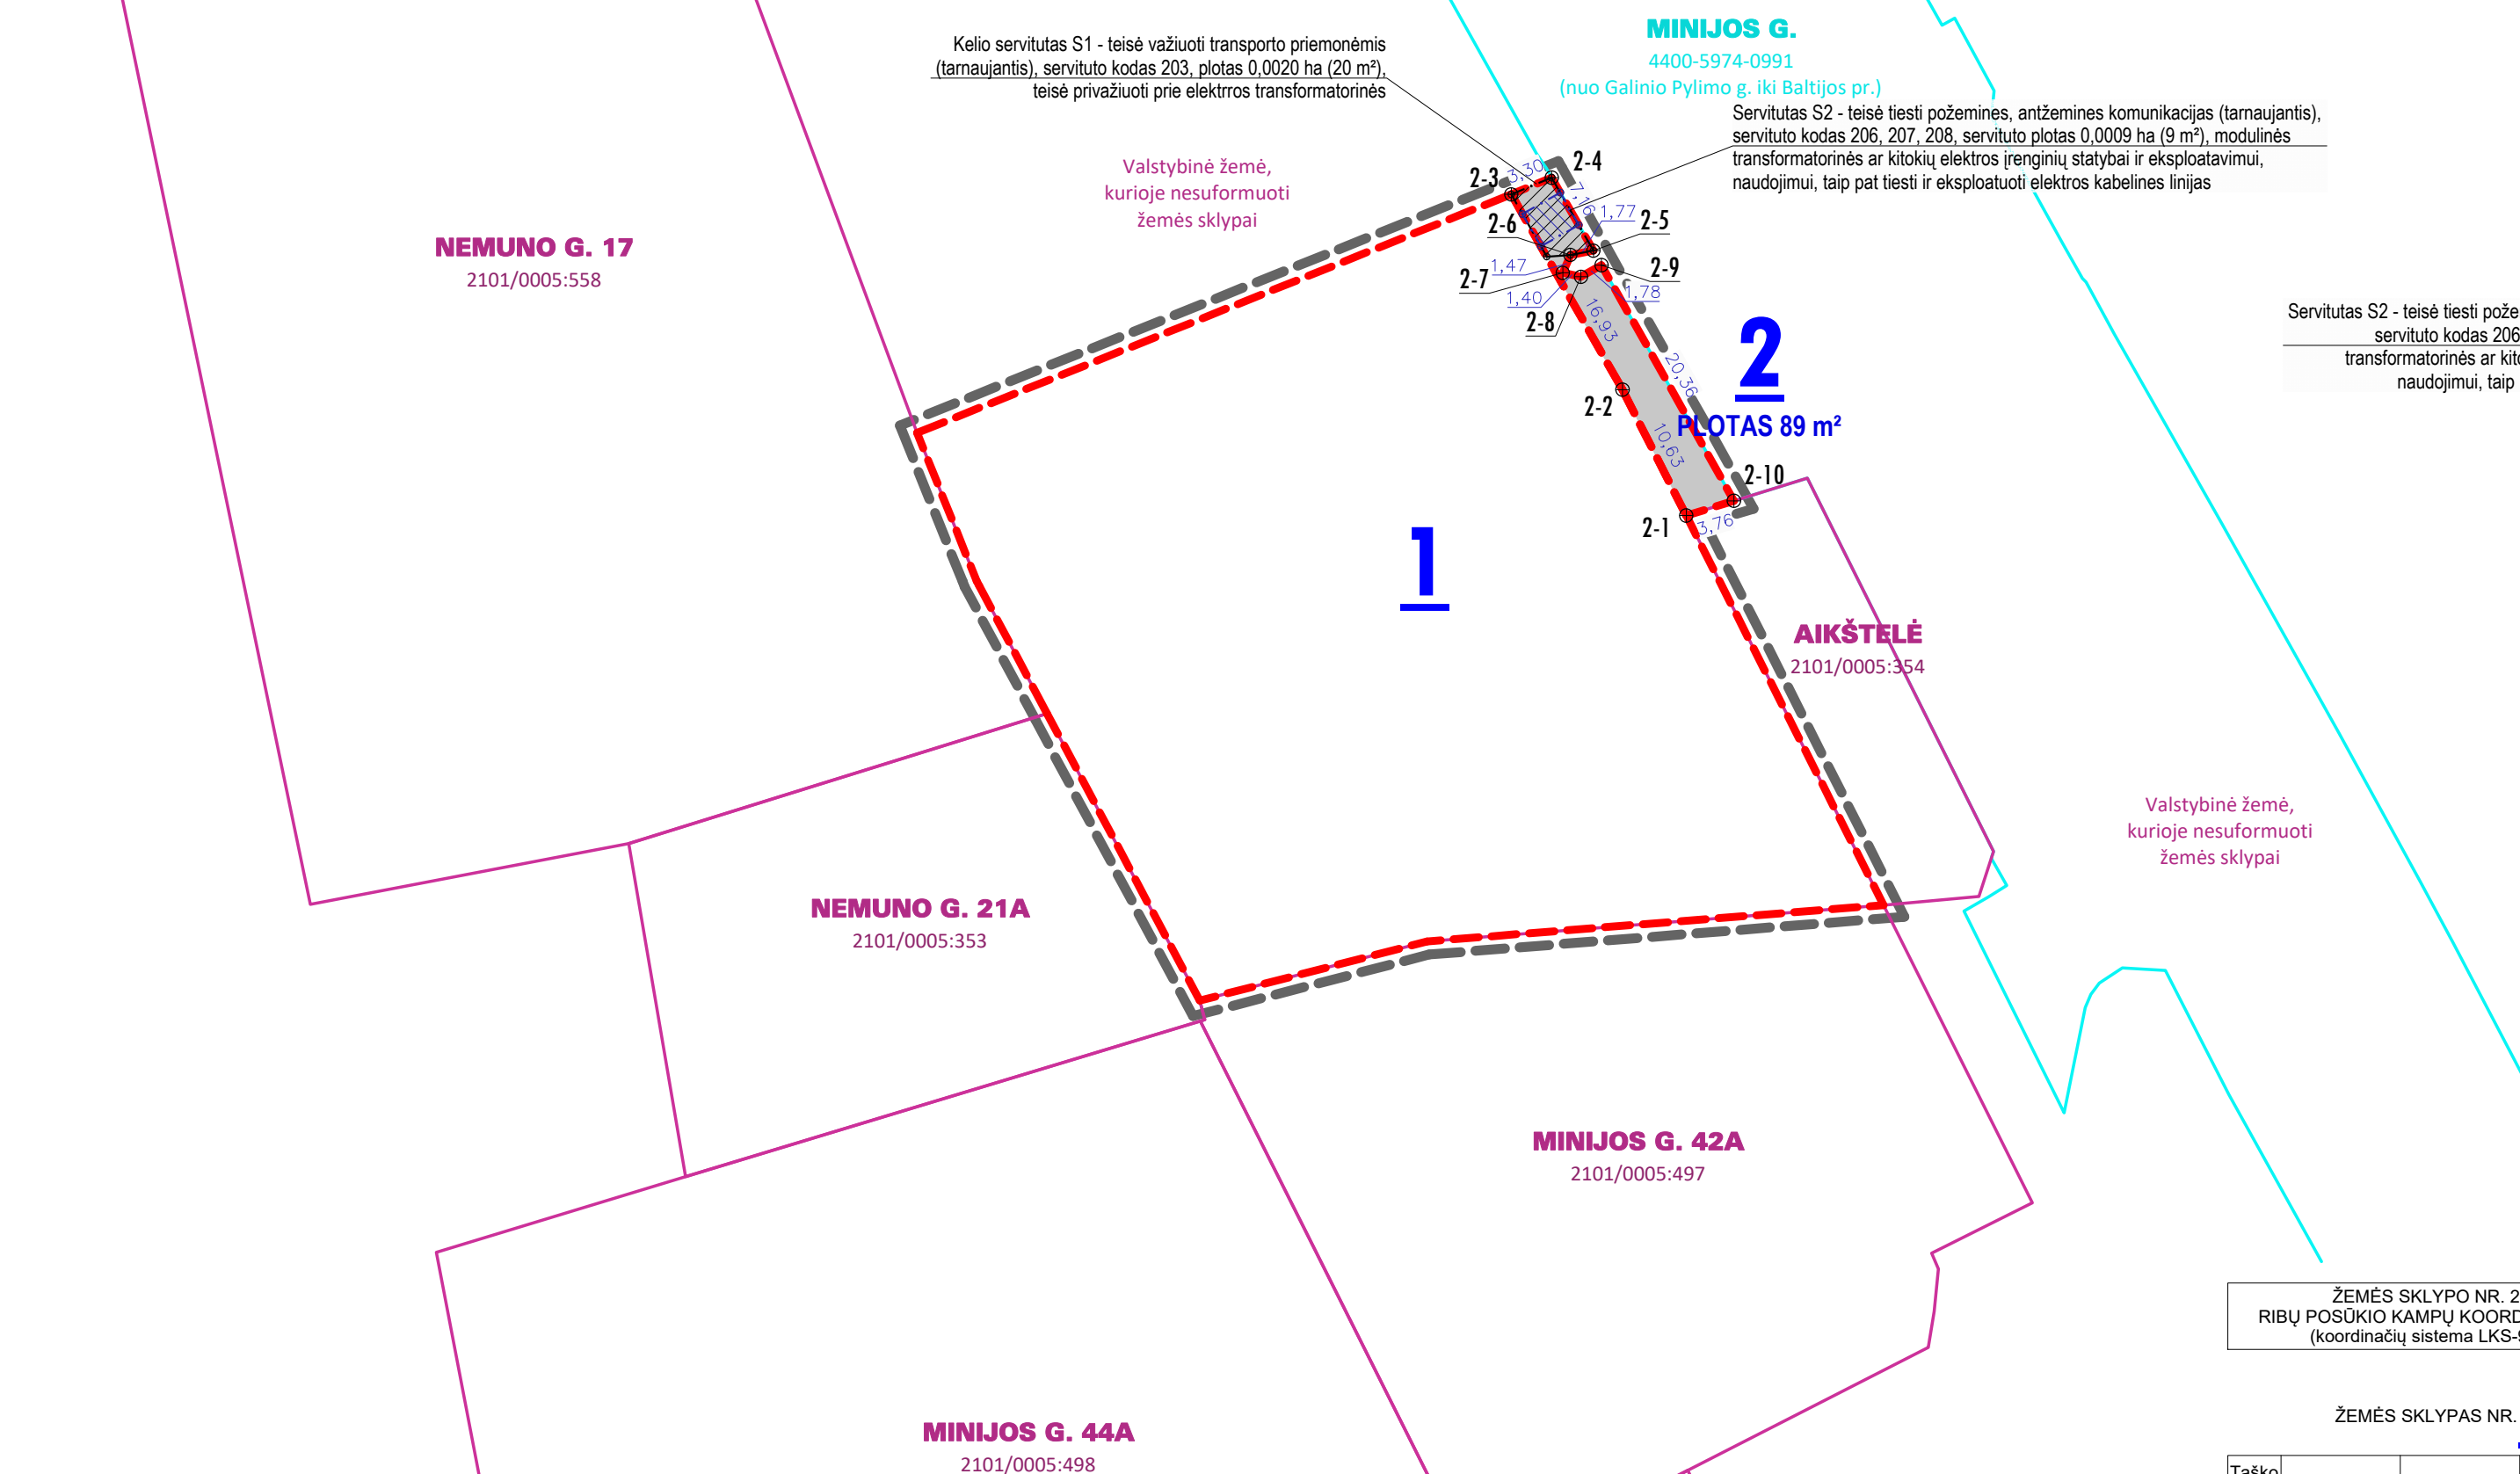 Kelio servitutas S1 - teisė važiuoti transporto priemonėmis
(tarnaujantis), servituto kodas 203, plotas 0,0020 ha (20 m²),
teisė privažiuoti prie elektrros transformatorinės
MINIJOS G.
4400-5974-0991
(nuo Galinio Pylimo g. iki Baltijos pr.)
Servitutas S2 - teisė tiesti požemines, antžemines komunikacijas (tarnaujantis),
servituto kodas 206, 207, 208, servituto plotas 0,0009 ha (9 m²), modulinės
transformatorinės ar kitokių elektros įrenginių statybai ir eksploatavimui,
naudojimui, taip pat tiesti ir eksploatuoti elektros kabelines linijas
Valstybinė žemė,
kurioje nesuformuoti
žemės sklypai
NEMUNO G. 17
2101/0005:558
2-3
3,30
2-4
7,16
1,77
2-5
2-6
2-7
1,47
1,40
2-9
1,78
2-8
16,93
20,36
2
PLOTAS 89 m²
2-2
10,63
2-10
2-1
3,76
Servitutas S2 - teisė tiesti pože
servituto kodas 206
transformatorinės ar kit
naudojimui, taip
1
AIKŠTELĖ
2101/0005:354
Valstybinė žemė,
kurioje nesuformuoti
žemės sklypai
NEMUNO G. 21A
2101/0005:353
MINIJOS G. 42A
2101/0005:497
MINIJOS G. 44A
2101/0005:498
ŽEMĖS SKLYPO NR. 2
RIBŲ POSŪKIO KAMPŲ KOORD
(koordinačių sistema LKS-
ŽEMĖS SKLYPAS NR.
Taško